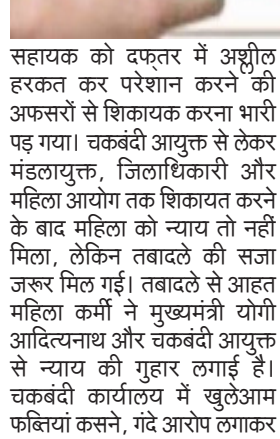 सहायक को दफ्तर में अश्लील
हरकत कर परेशान करने की
अफसरों से शिकायक करना भारी
पड़ गया। चकबंदी आयुक्त से लेकर
मंडलायुक्त, जिलाधिकारी और
महिला आयोग तक शिकायत करने
के बाद महिला को न्याय तो नहीं
मिला, लेकिन तबादले की सजा
जरूर मिल गई। तबादले से आहत
महिला कर्मी ने मुख्यमंत्री योगी
आदित्यनाथ और चकबंदी आयुक्त
से न्याय की गुहार लगाई है।
चकबंदी कार्यालय में खुलेआम
फब्तियां कसने, गंदे आरोप लगाकर